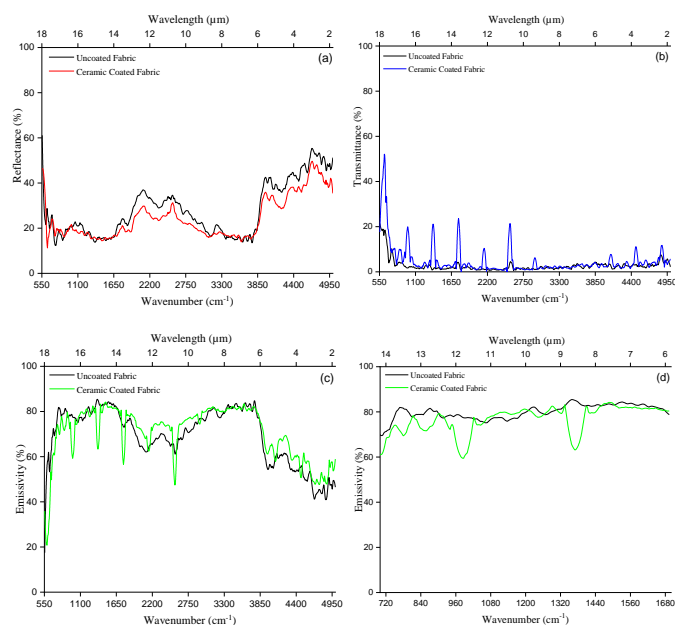 Wavelength (µm)
18 16 14 12 10 8 6 4 2
100
80
60
40
20
0
Reflectance (%)
Uncoated Fabric
Ceramic Coated Fabric
(a)
550 1100 1650 2200 2750 3300 3850 4400 4950
Wavenumber (cm⁻¹)
Wavelength (µm)
18 16 14 12 10 8 6 4 2
100
80
60
40
20
0
Transmittance (%)
Uncoated Fabric
Ceramic Coated Fabric
(b)
550 1100 1650 2200 2750 3300 3850 4400 4950
Wavenumber (cm⁻¹)
Wavelength (µm)
18 16 14 12 10 8 6 4 2
100
80
60
40
20
0
Emissivity (%)
Uncoated Fabric
Ceramic Coated Fabric
(c)
550 1100 1650 2200 2750 3300 3850 4400 4950
Wavenumber (cm⁻¹)
Wavelength (µm)
14 13 12 11 10 9 8 7 6
100
80
60
40
20
0
Emissivity (%)
Uncoated Fabric
Ceramic Coated Fabric
(d)
720 840 960 1080 1200 1320 1440 1560 1680
Wavenumber (cm⁻¹)